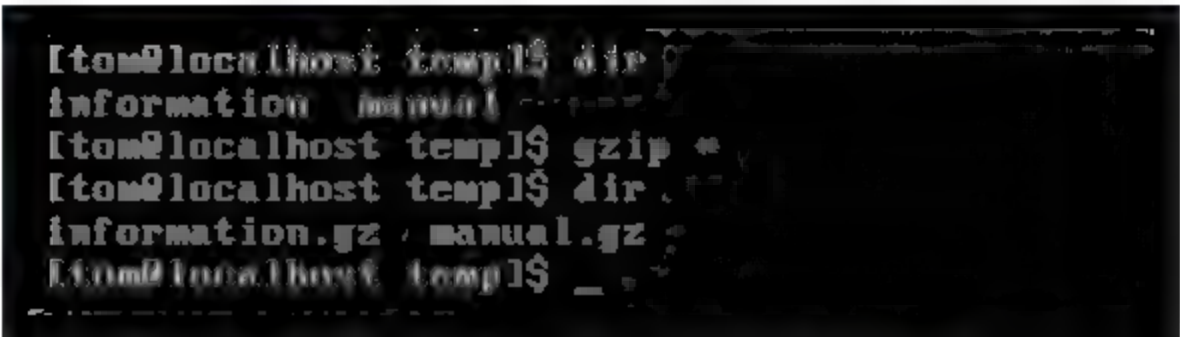 [tom@localhost temp]$ dir
information manual
[tom@localhost temp]$ gzip *
[tom@localhost temp]$ dir
information.gz manual.gz
[tom@localhost temp]$ _